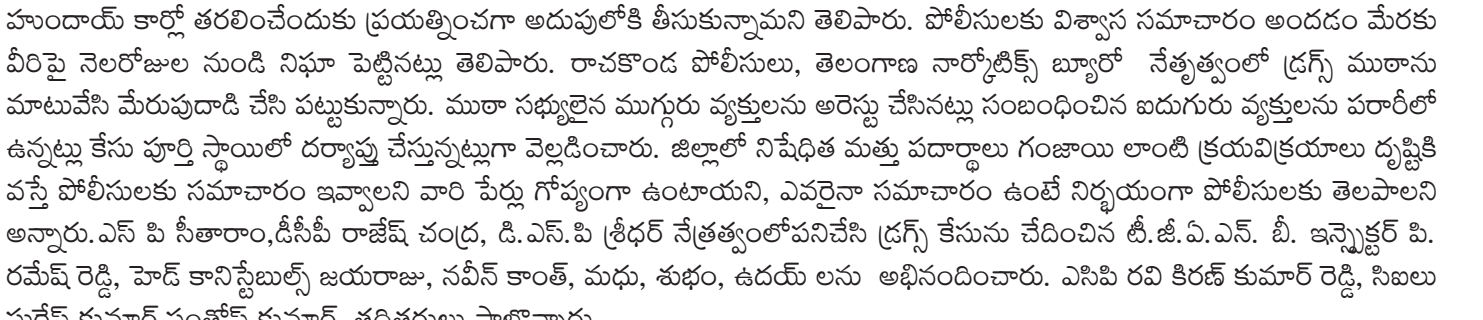 హుందాయ్ కార్లో తరలించేందుకు ప్రయత్నించగా అదుపులోకి తీసుకున్నామని తెలిపారు. పోలీసులకు విశ్వాస సమాచారం అందడం మేరకు
వీరిపై నెలరోజుల నుండి నిఘా పెట్టినట్లు తెలిపారు. రాచకొండ పోలీసులు, తెలంగాణ నార్కోటిక్స్ బ్యూరో నేతృత్వంలో డ్రగ్స్ ముఠాను
మాటువేసి మేరుపుదాడి చేసి పట్టుకున్నారు. ముఠా సభ్యులైన ముగ్గురు వ్యక్తులను అరెస్టు చేసినట్లు సంబంధించిన ఐదుగురు వ్యక్తులను పరారీలో
ఉన్నట్లు కేసు పూర్తి స్థాయిలో దర్యాప్తు చేస్తున్నట్లుగా వెల్లడించారు. జిల్లాలో నిషేధిత మత్తు పదార్థాలు గంజాయి లాంటి క్రయవిక్రయాలు దృష్టికి
వస్తే పోలీసులకు సమాచారం ఇవ్వాలని వారి పేర్లు గోప్యంగా ఉంటాయని, ఎవరైనా సమాచారం ఉంటే నిర్భయంగా పోలీసులకు తెలపాలని
అన్నారు.ఎస్ పి సీతారాం,డీసీపీ రాజేష్ చంద్ర, డి.ఎస్.పి శ్రీధర్ నేత్రత్వంలోపనిచేసి డ్రగ్స్ కేసును చేదించిన టీ.జీ.ఏ.ఎన్. బీ. ఇన్స్పెక్టర్ పి.
రమేష్ రెడ్డి, హెడ్ కానిస్టేబుల్స్ జయరాజు, నవీన్ కాంత్, మధు, శుభం, ఉదయ్ లను అభినందించారు. ఎసిపి రవి కిరణ్ కుమార్ రెడ్డి, సిఐలు